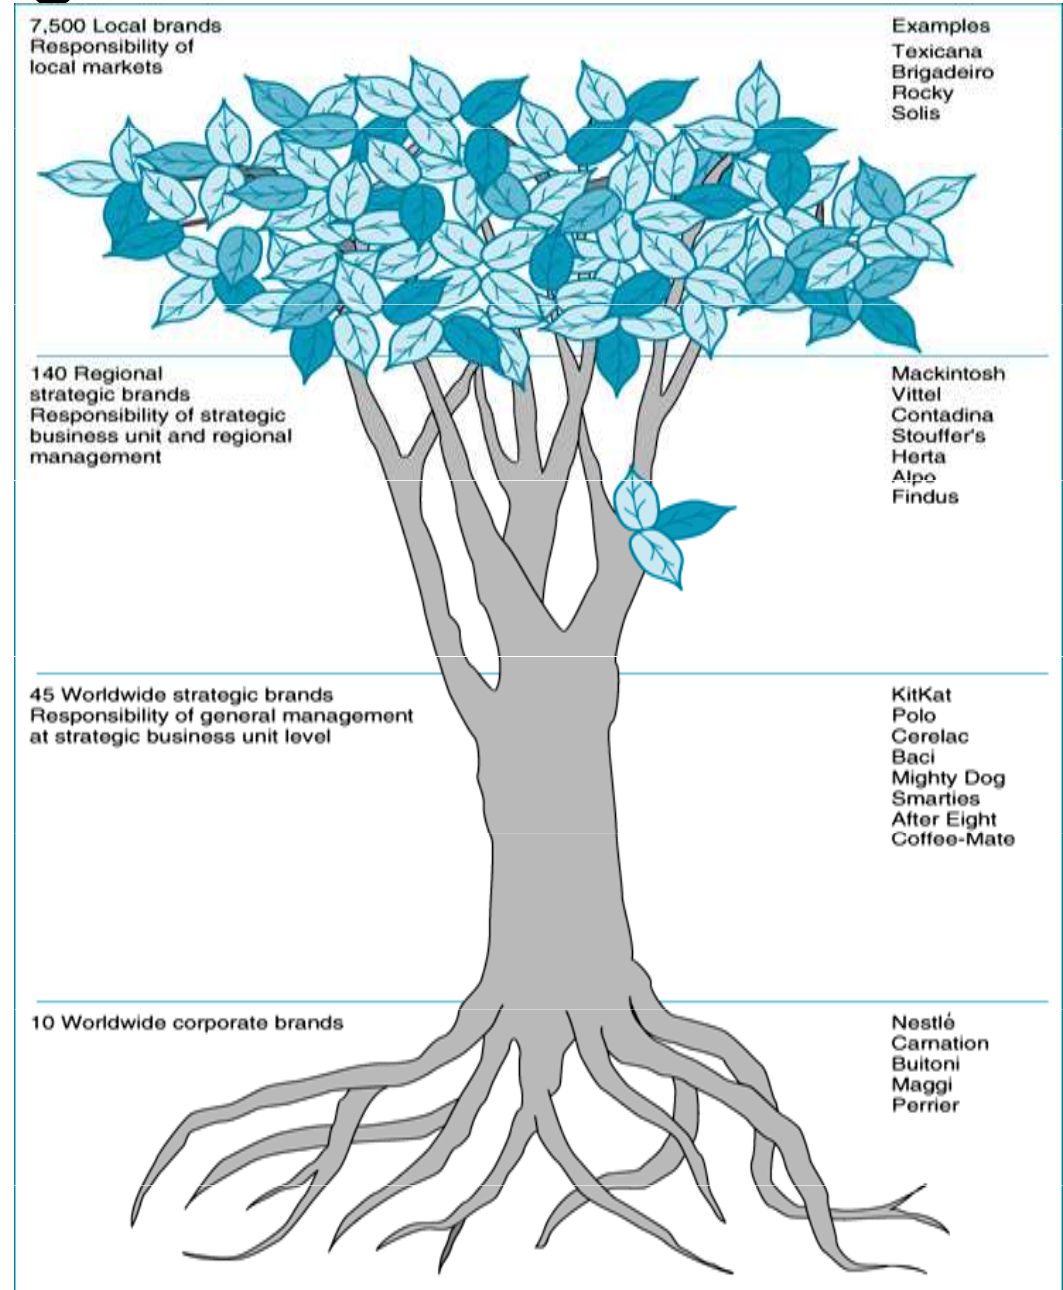 7,500 Local brands
Responsibility of
local markets
Examples
Texicana
Brigadeiro
Rocky
Solis
140 Regional
strategic brands
Responsibility of strategic
business unit and regional
management
Mackintosh
Vittel
Contadina
Stouffer's
Herta
Alpo
Findus
45 Worldwide strategic brands
Responsibility of general management
at strategic business unit level
KitKat
Polo
Cerelac
Baci
Mighty Dog
Smarties
After Eight
Coffee-Mate
10 Worldwide corporate brands
Nestlé
Carnation
Buitoni
Maggi
Perrier